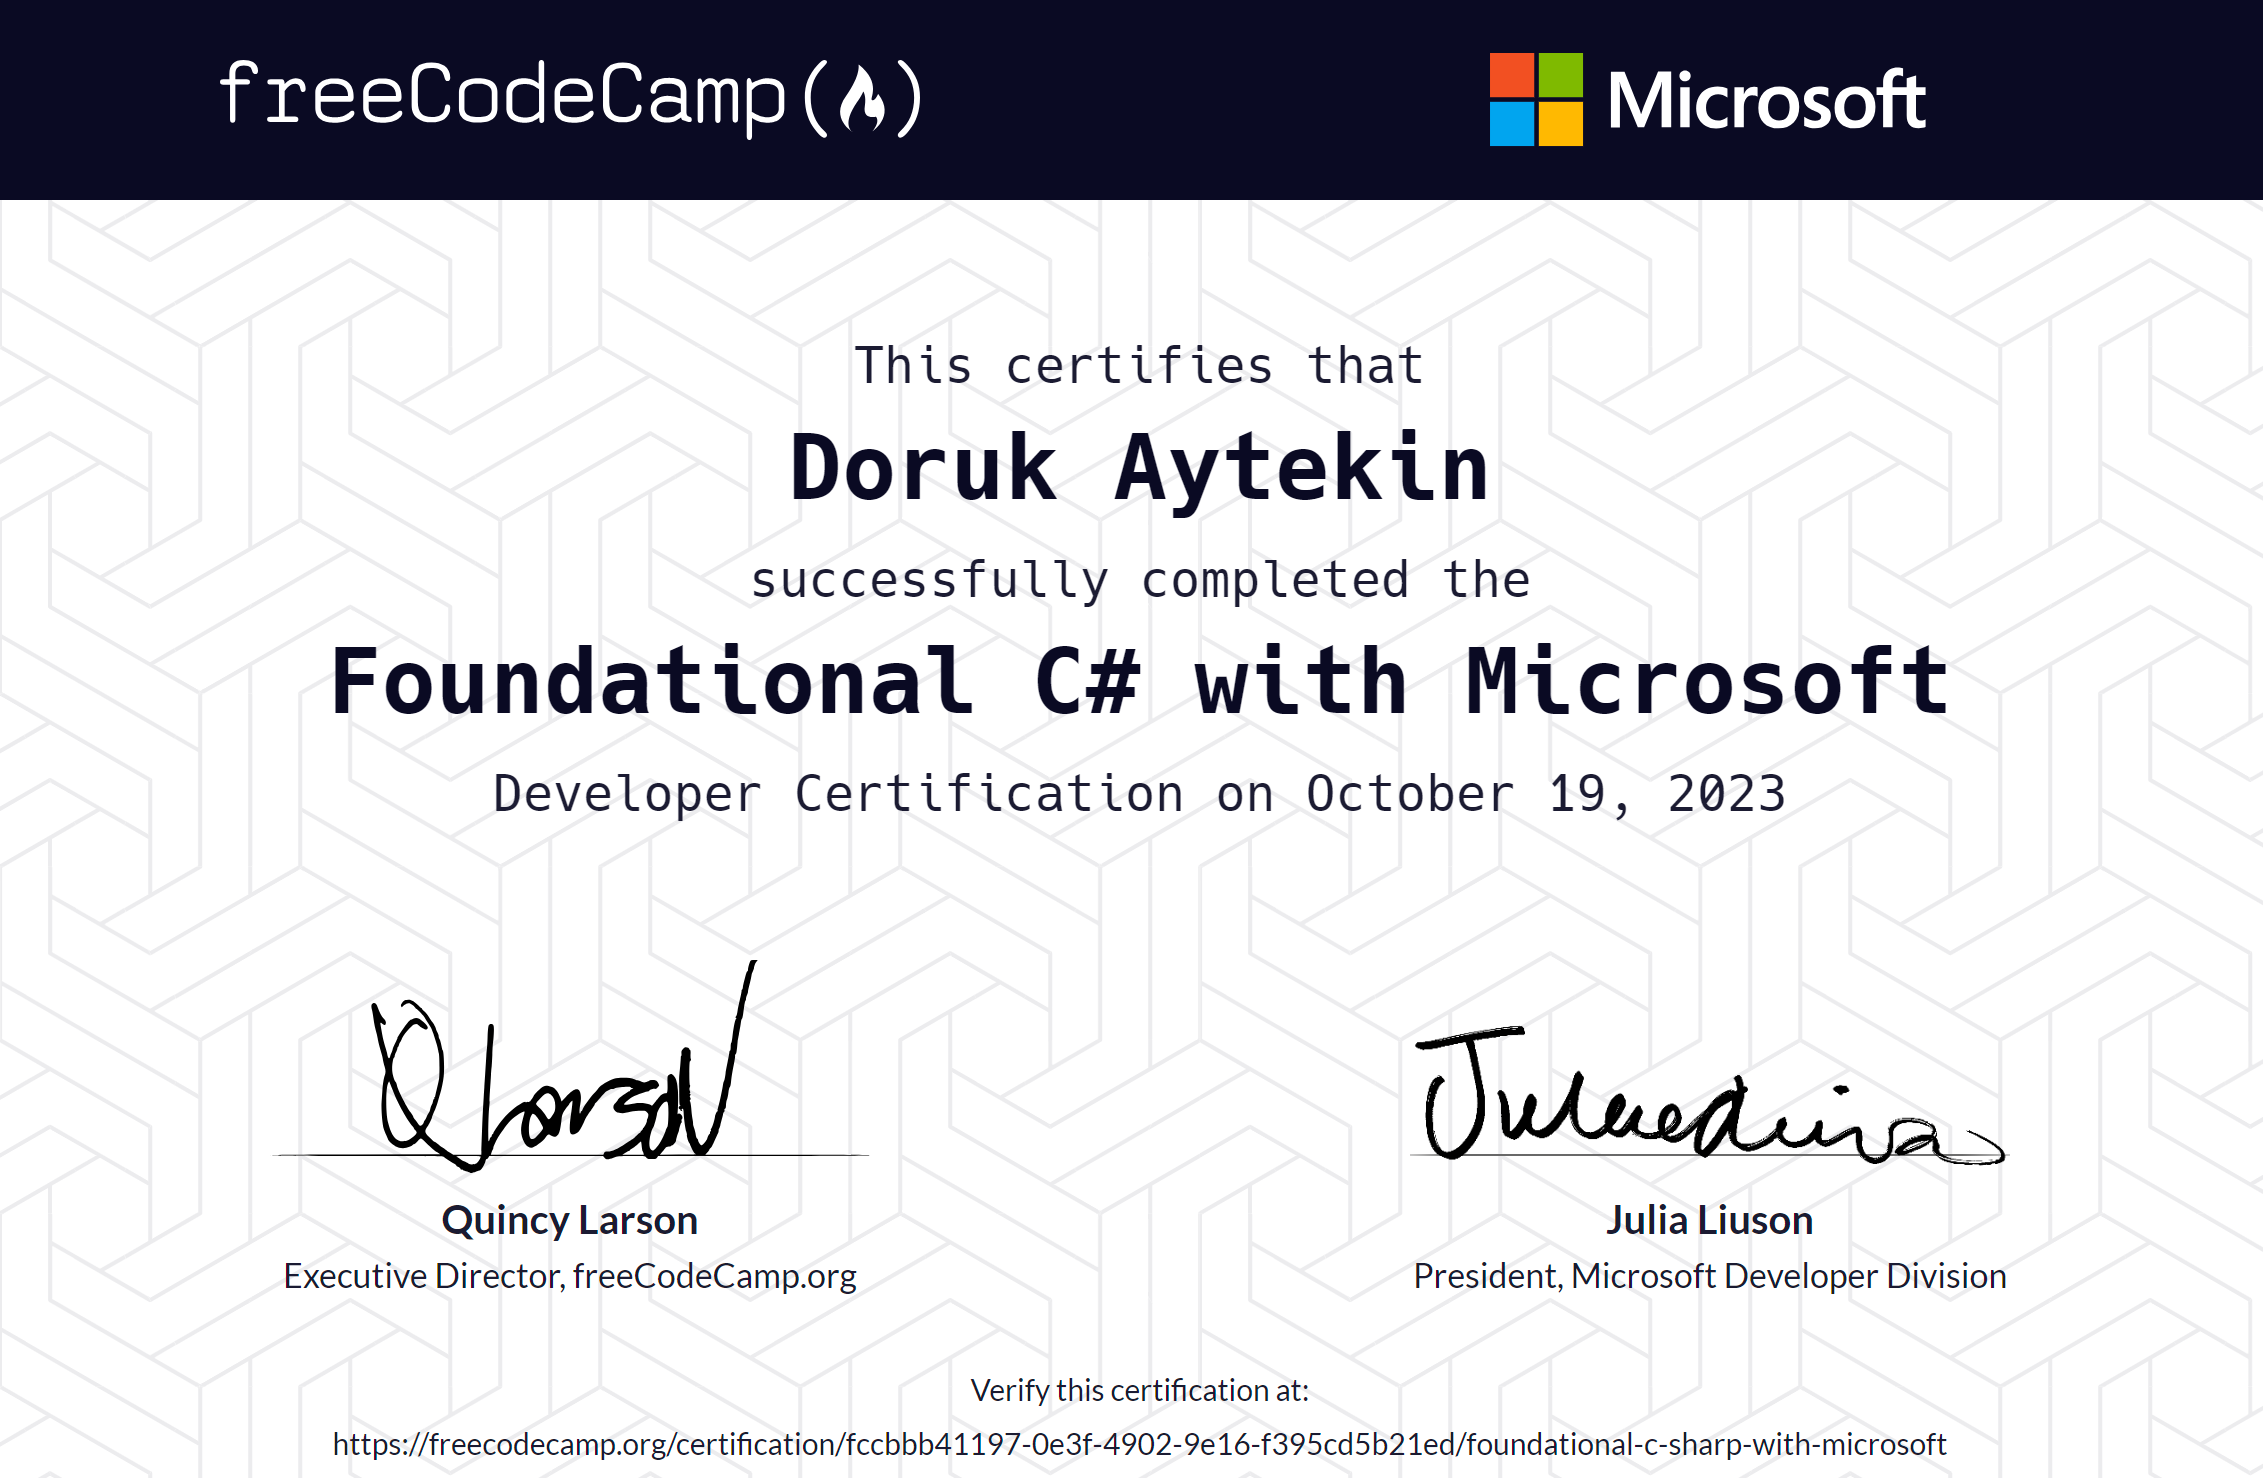 freeCodeCamp
Microsoft
This certifies that
Doruk Aytekin
successfully completed the
Foundational C# with Microsoft
Developer Certification on October 19, 2023
Quincy Larson
Executive Director, freeCodeCamp.org
Julia Liuson
President, Microsoft Developer Division
Verify this certification at:
https://freecodecamp.org/certification/fccbbb41197-0e3f-4902-9e16-f395cd5b21ed/foundational-c-sharp-with-microsoft